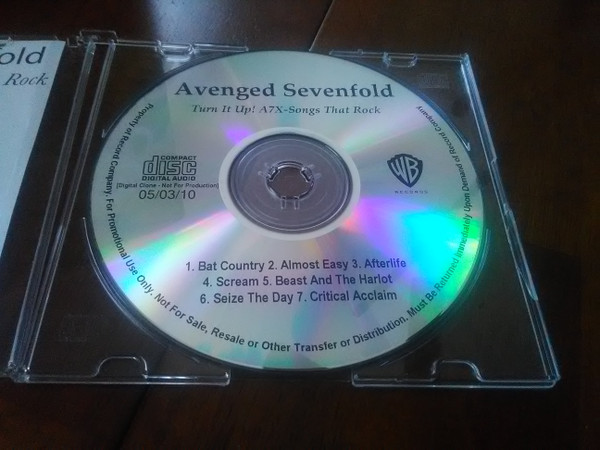 old
Rock
Avenged Sevenfold
Turn It Up! A7X-Songs That Rock
COMPACT
disc
DIGITAL AUDIO
[Digital Clone - Not For Production]
05/03/10
WB
RECORDS
1. Bat Country 2. Almost Easy 3. Afterlife
4. Scream 5. Beast And The Harlot
6. Seize The Day 7. Critical Acclaim
Property of Record Company. For Promotional Use Only. Not For Sale, Resale or Other Transfer or Distribution. Must Be Returned Immediately Upon Demand of Record Company